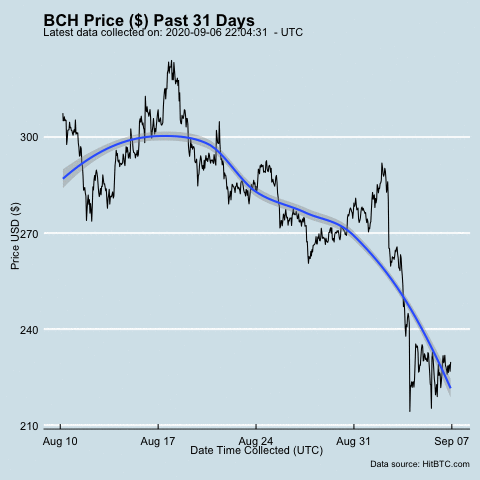 BCH Price ($) Past 31 Days
Latest data collected on: 2020-09-06 22:04:31 - UTC
300
270
240
210
Price USD ($)
Aug 10 Aug 17 Aug 24 Aug 31 Sep 07
Date Time Collected (UTC)
Data source: HitBTC.com